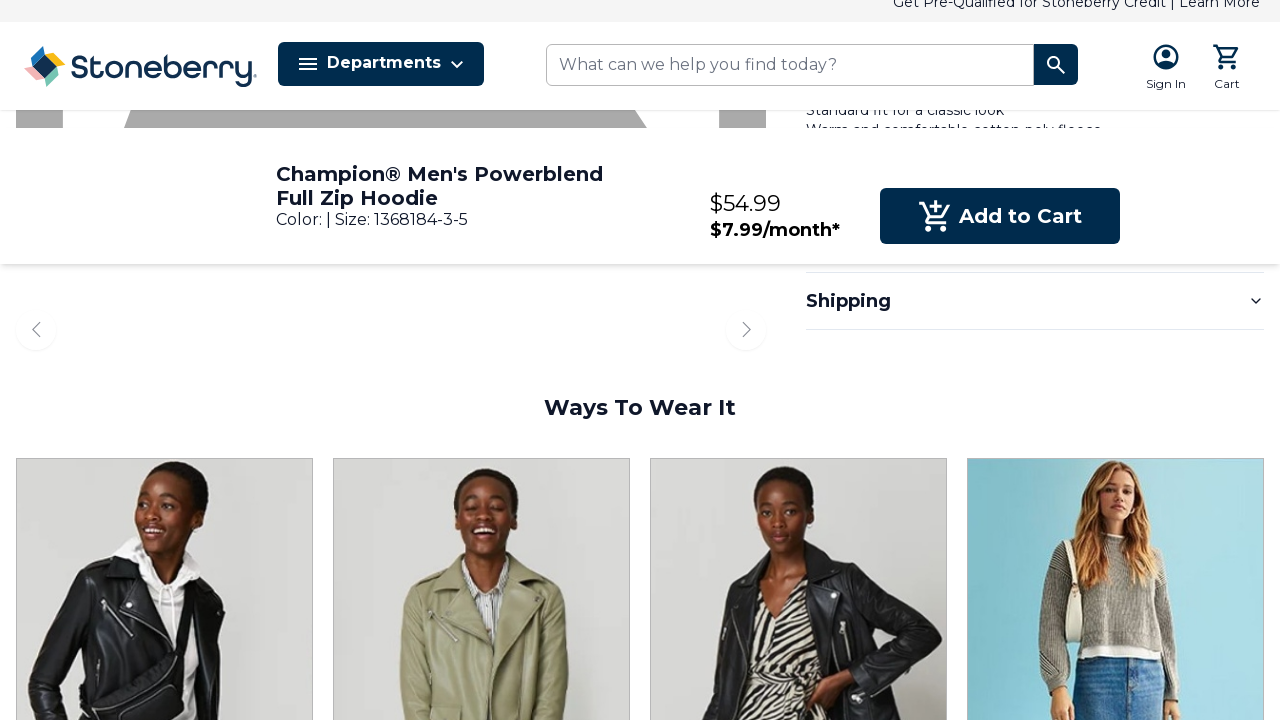 Get Pre-Qualified for Stoneberry Credit | Learn More
Stoneberry
Departments
What can we help you find today?
Sign In
Cart
Standard fit for a classic look
Warm and comfortable cotton poly fleece
Champion® Men's Powerblend
Full Zip Hoodie
Color: | Size: 1368184-3-5
$54.99
$7.99/month*
Add to Cart
Shipping
Ways To Wear It